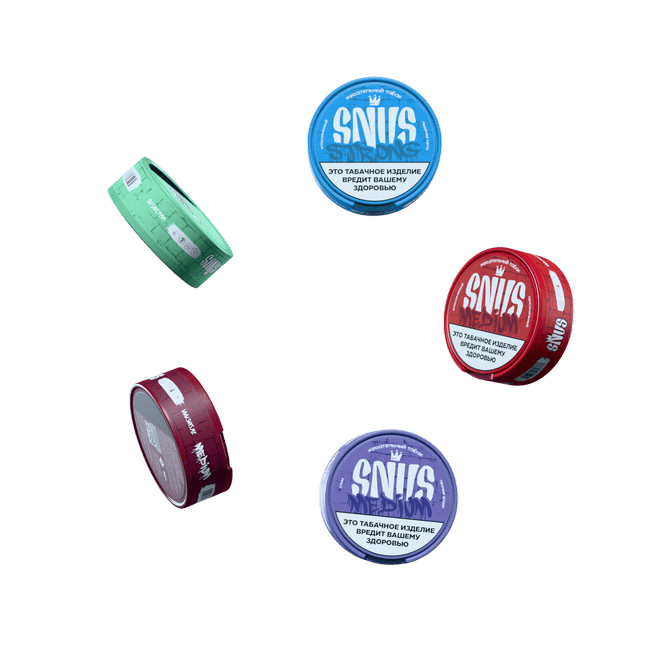 жевательный табак
SNUS
STRONG
ЭТО ТАБАЧНОЕ ИЗДЕЛИЕ
ВРЕДИТ ВАШЕМУ
ЗДОРОВЬЮ
SNUS
жевательный табак
SNUS
MEDIUM
ЭТО ТАБАЧНОЕ ИЗДЕЛИЕ
ВРЕДИТ ВАШЕМУ
ЗДОРОВЬЮ
SNUS
MEDIUM
жевательный табак
SNUS
MEDIUM
ЭТО ТАБАЧНОЕ ИЗДЕЛИЕ
ВРЕДИТ ВАШЕМУ
ЗДОРОВЬЮ